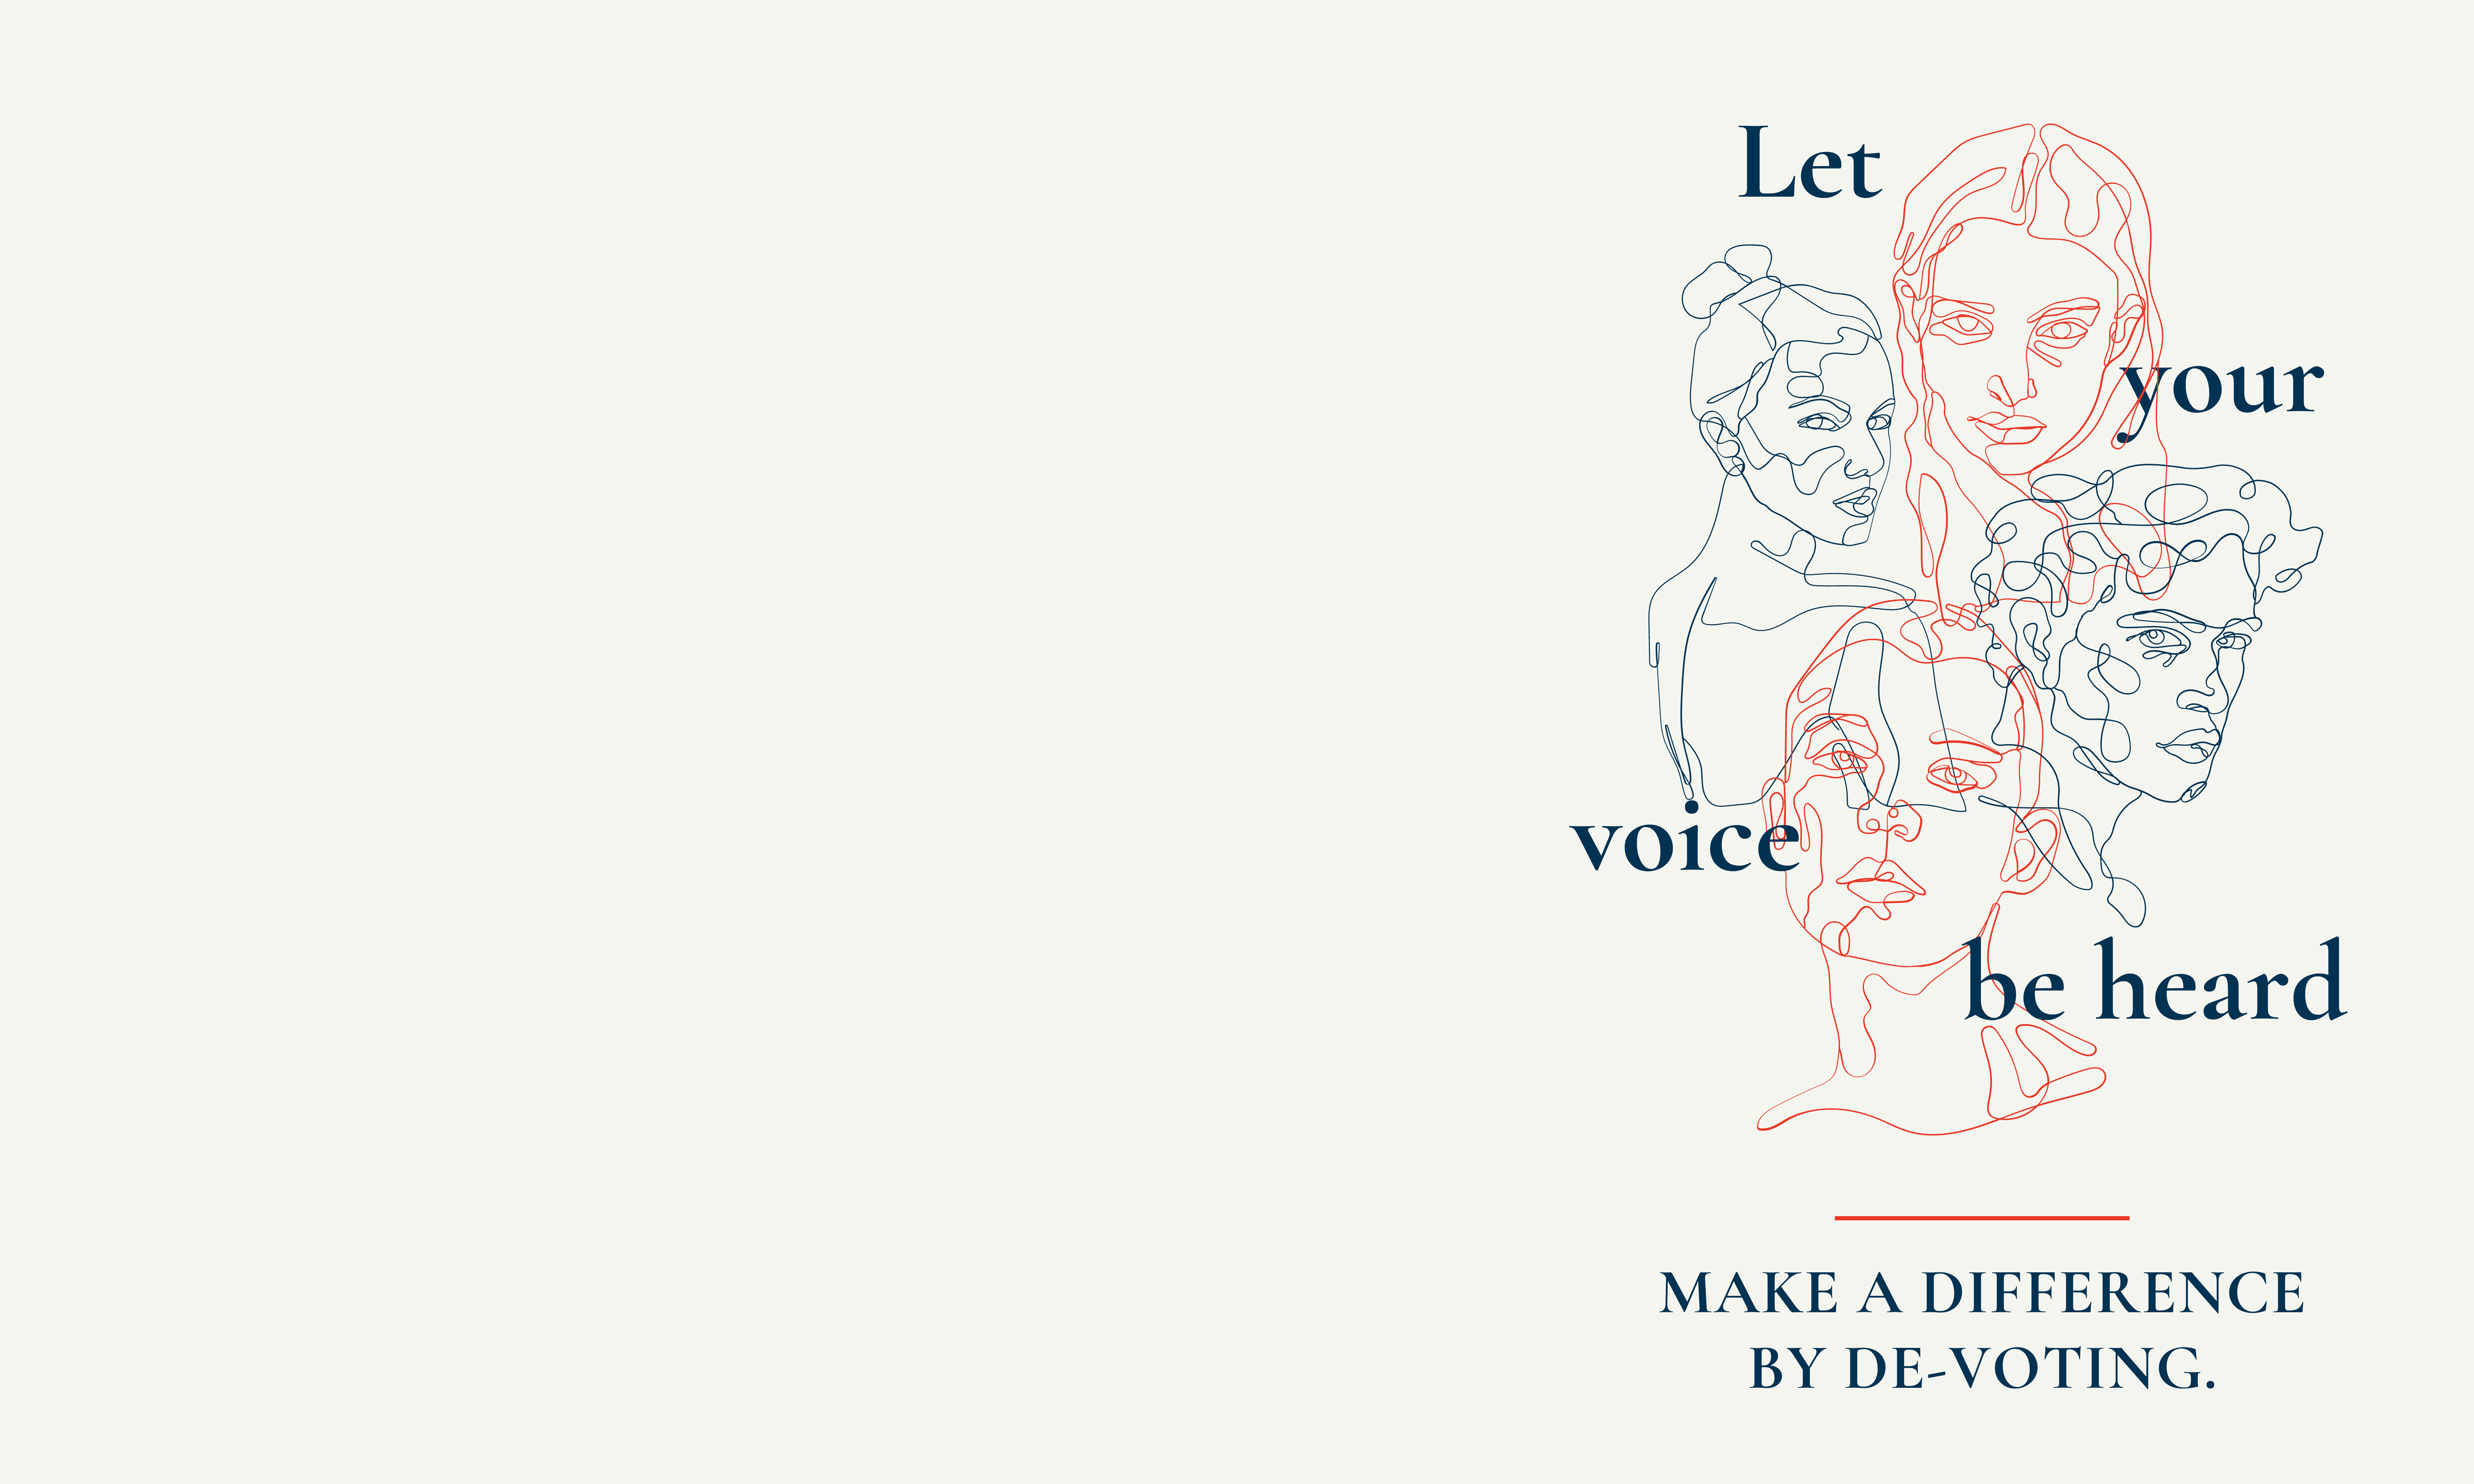 Let
your
voice
be heard
MAKE A DIFFERENCE
BY DE-VOTING.